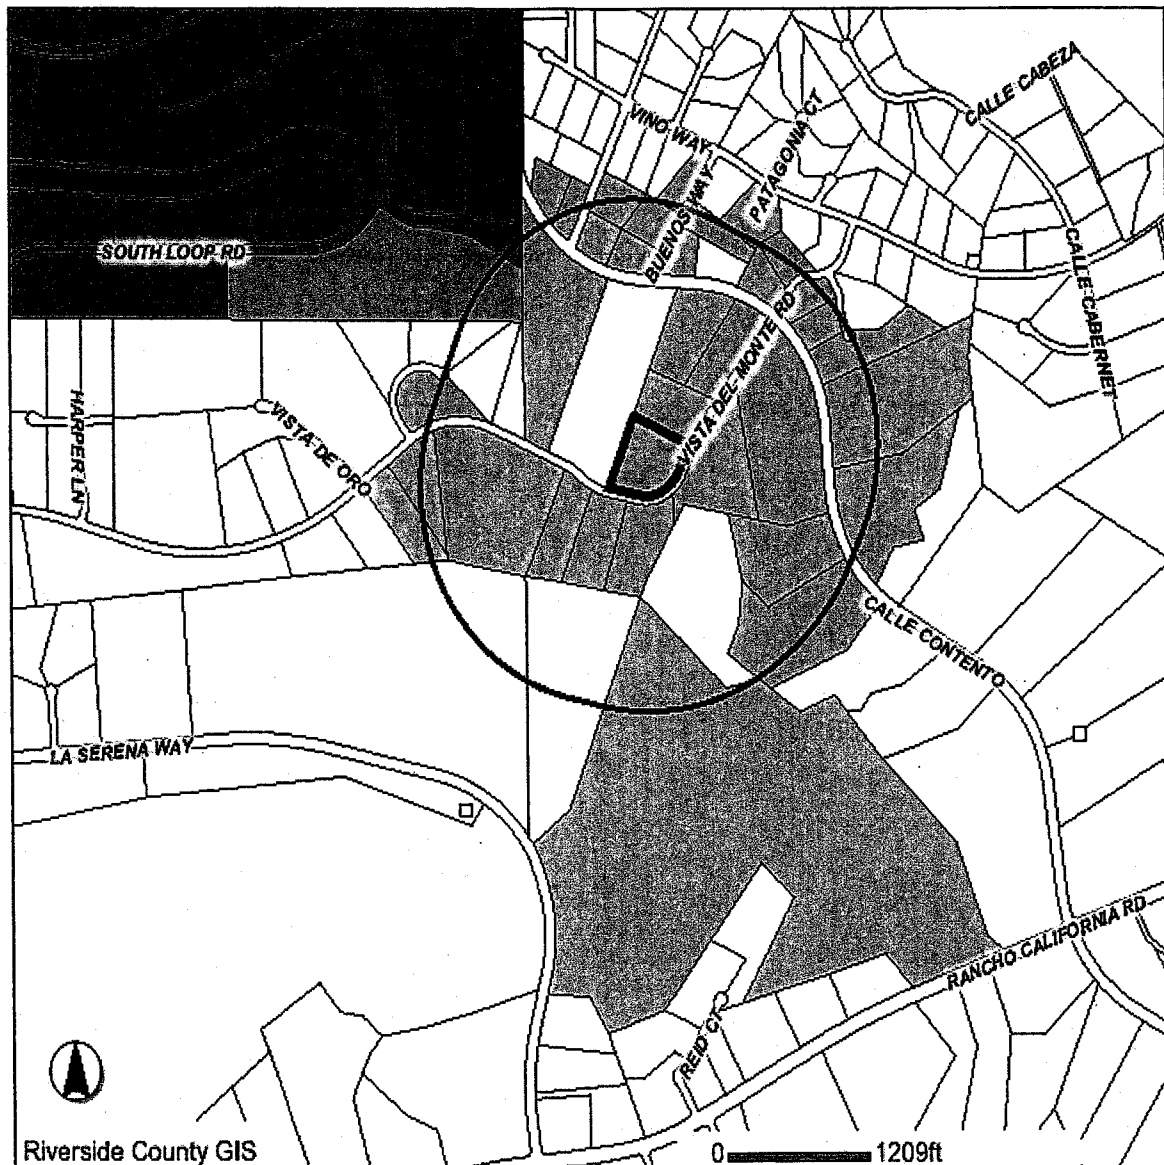 CALLE CABEZA
VINO WAY
PATAGONIA CT
BUENOS WAY
SOUTH LOOP RD
CALLE CABERNET
VISTA DEL MONTE RD
HARPER LN
VISTA DE ORO
CALLE CONTENTO
LA SERENA WAY
RANCHO CALIFORNIA RD
REID CT
Riverside County GIS
0 1209ft